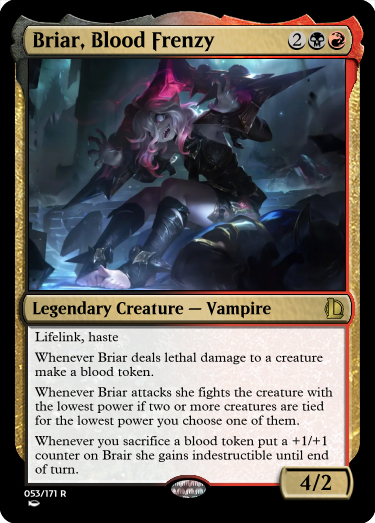 Briar, Blood Frenzy 2
Legendary Creature — Vampire
Lifelink, haste
Whenever Briar deals lethal damage to a creature
make a blood token.
Whenever Briar attacks she fights the creature with
the lowest power if two or more creatures are tied
for the lowest power you choose one of them.
Whenever you sacrifice a blood token put a +1/+1
counter on Brair she gains indestructible until end
of turn.
4/2
053/171 R